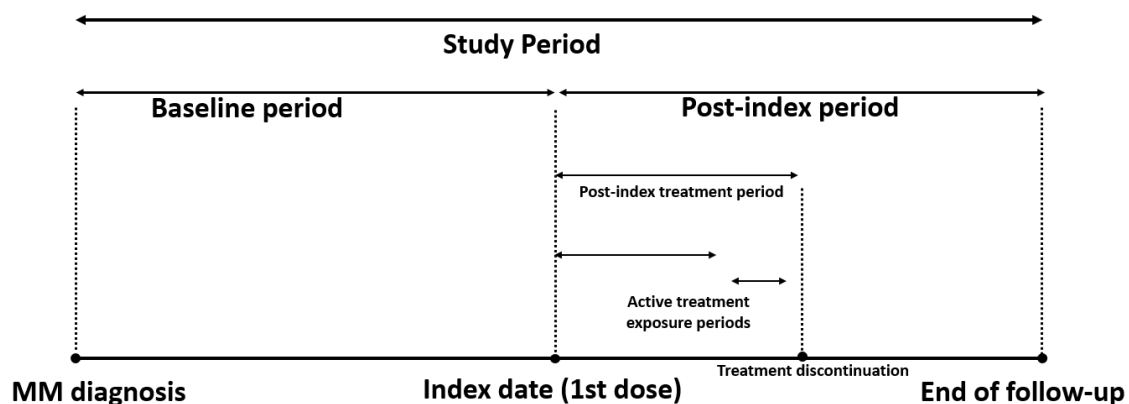 Study Period
Baseline period
Post-index period
Post-index treatment period
Active treatment
exposure periods
Treatment discontinuation
MM diagnosis
Index date (1st dose)
End of follow-up